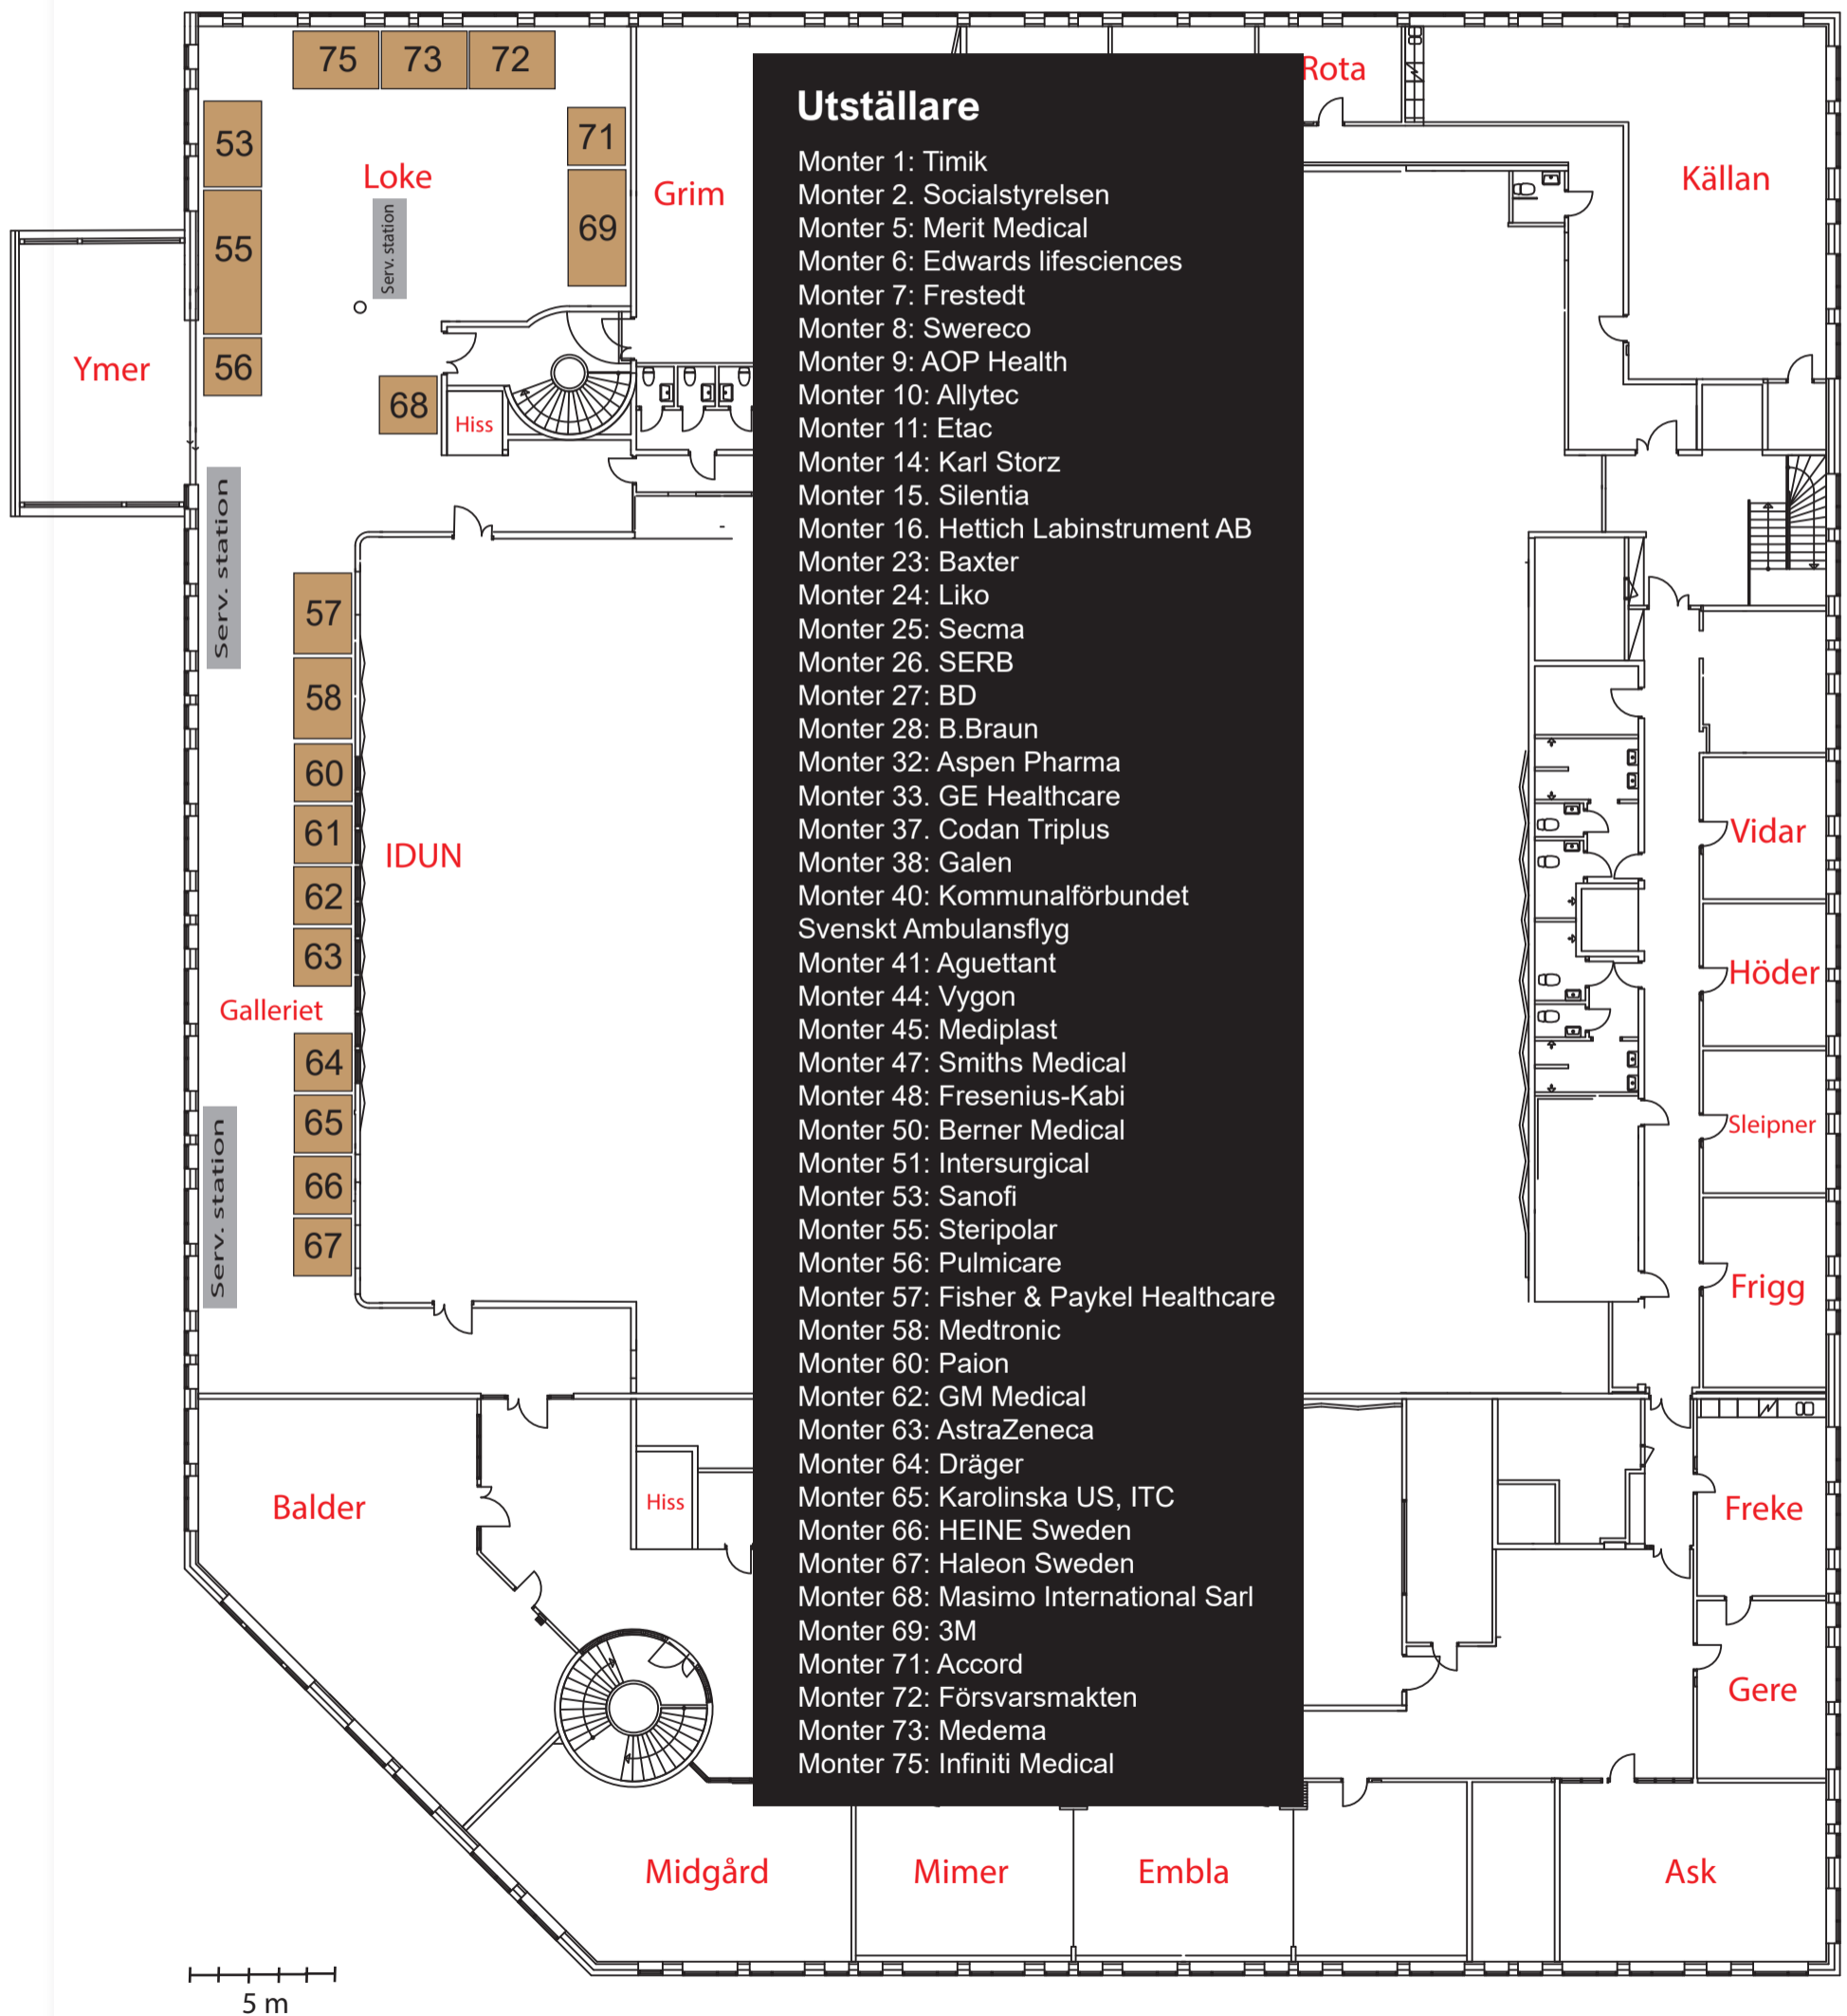 75
73
72
53
71
Loke
Grim
69
Serv. station
55
Ymer
56
68
Hiss
Serv. station
57
58
60
61
IDUN
62
63
Galleriet
64
65
66
67
Serv. station
Balder
Hiss
Utställare
Monter 1: Timik
Monter 2. Socialstyrelsen
Monter 5: Merit Medical
Monter 6: Edwards lifesciences
Monter 7: Frestedt
Monter 8: Swereco
Monter 9: AOP Health
Monter 10: Allytec
Monter 11: Etac
Monter 14: Karl Storz
Monter 15. Silentia
Monter 16. Hettich Labinstrument AB
Monter 23: Baxter
Monter 24: Liko
Monter 25: Secma
Monter 26. SERB
Monter 27: BD
Monter 28: B.Braun
Monter 32: Aspen Pharma
Monter 33. GE Healthcare
Monter 37. Codan Triplus
Monter 38: Galen
Monter 40: Kommunalförbundet
Svenskt Ambulansflyg
Monter 41: Aguettant
Monter 44: Vygon
Monter 45: Mediplast
Monter 47: Smiths Medical
Monter 48: Fresenius-Kabi
Monter 50: Berner Medical
Monter 51: Intersurgical
Monter 53: Sanofi
Monter 55: Steripolar
Monter 56: Pulmicare
Monter 57: Fisher & Paykel Healthcare
Monter 58: Medtronic
Monter 60: Paion
Monter 62: GM Medical
Monter 63: AstraZeneca
Monter 64: Dräger
Monter 65: Karolinska US, ITC
Monter 66: HEINE Sweden
Monter 67: Haleon Sweden
Monter 68: Masimo International Sarl
Monter 69: 3M
Monter 71: Accord
Monter 72: Försvarsmakten
Monter 73: Medema
Monter 75: Infiniti Medical
Rota
Källan
Vidar
Höder
Sleipner
Frigg
Freke
Gere
Midgård
Mimer
Embla
Ask
5 m